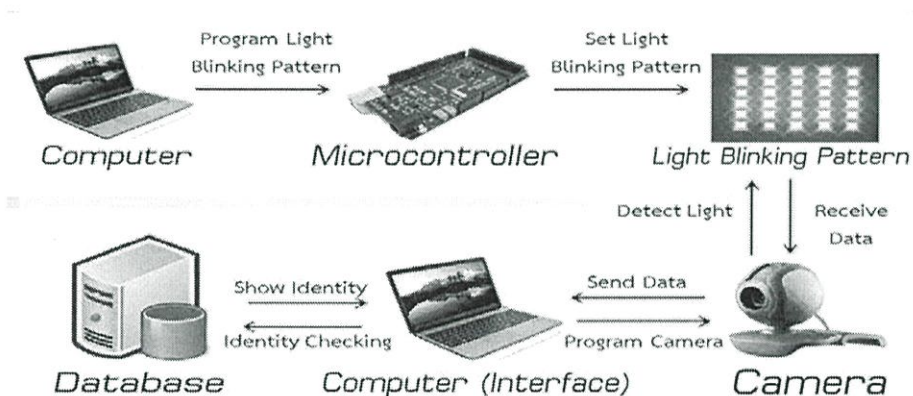 Program Light
Blinking Pattern
Set Light
Blinking Pattern
Computer
Microcontroller
Light Blinking Pattern
Detect Light
Receive
Data
Show Identity
Send Data
Identity Checking
Program Camera
Database
Computer (Interface)
Camera